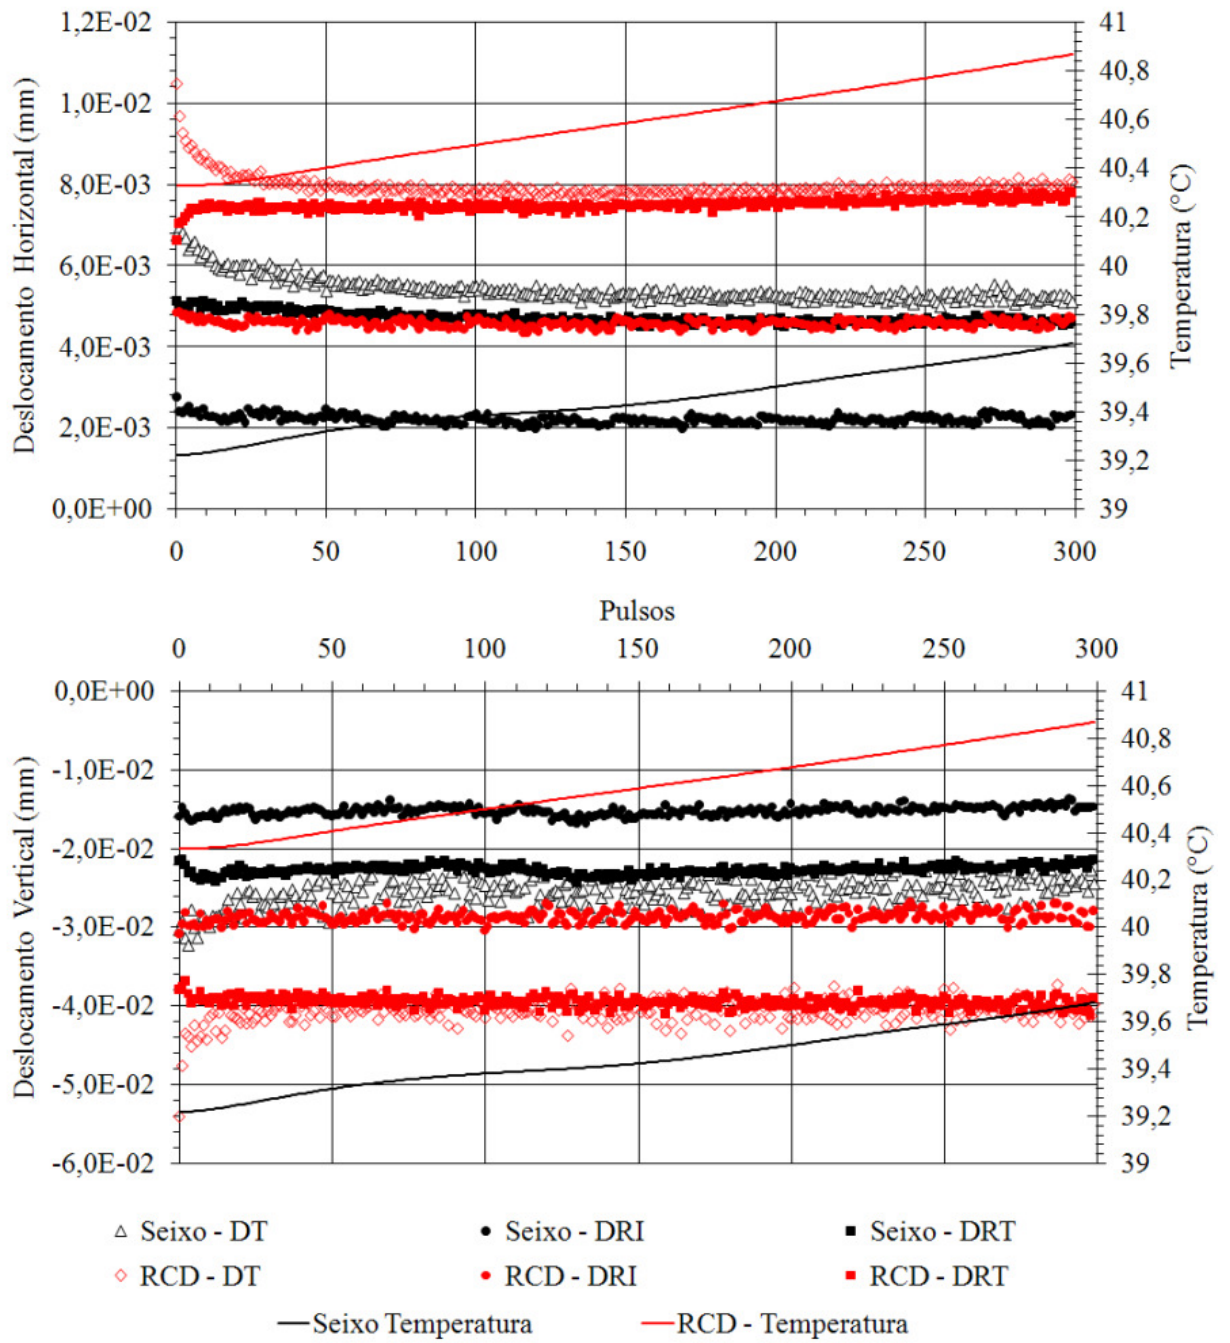 1,2E-02
1,0E-02
8,0E-03
6,0E-03
4,0E-03
2,0E-03
0,0E+00
Deslocamento Horizontal (mm)
41
40,8
40,6
40,4
40,2
40
39,8
39,6
39,4
39,2
39
Temperatura (°C)
0 50 100 150 200 250 300
Pulsos
0 50 100 150 200 250 300
0,0E+00
-1,0E-02
-2,0E-02
-3,0E-02
-4,0E-02
-5,0E-02
-6,0E-02
Deslocamento Vertical (mm)
41
40,8
40,6
40,4
40,2
40
39,8
39,6
39,4
39,2
39
Temperatura (°C)
Seixo - DT Seixo - DRI Seixo - DRT
RCD - DT RCD - DRI RCD - DRT
Seixo Temperatura RCD - Temperatura